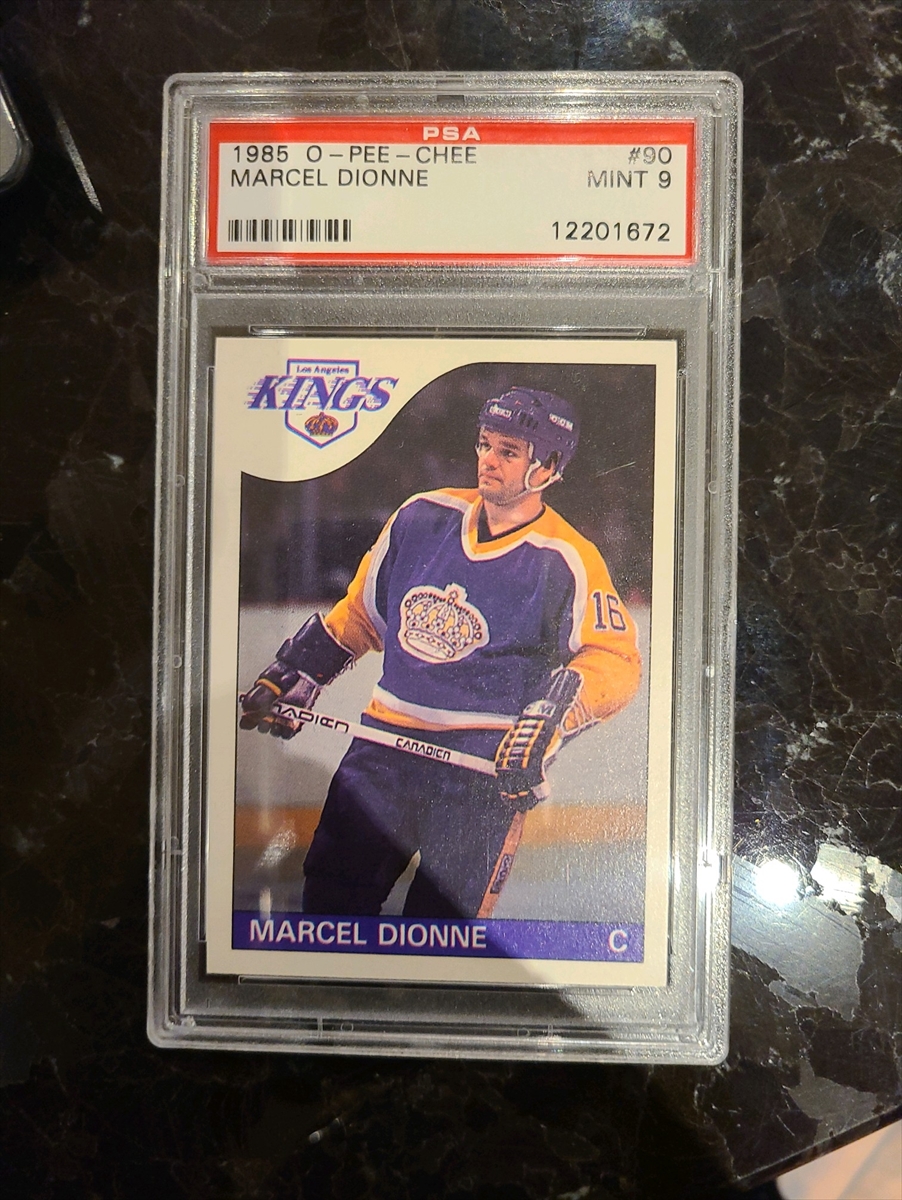 PSA
1985 O-PEE-CHEE #90
MARCEL DIONNE MINT 9
12201672
Los Angeles
KINGS
16
CANADIEN
MARCEL DIONNE C